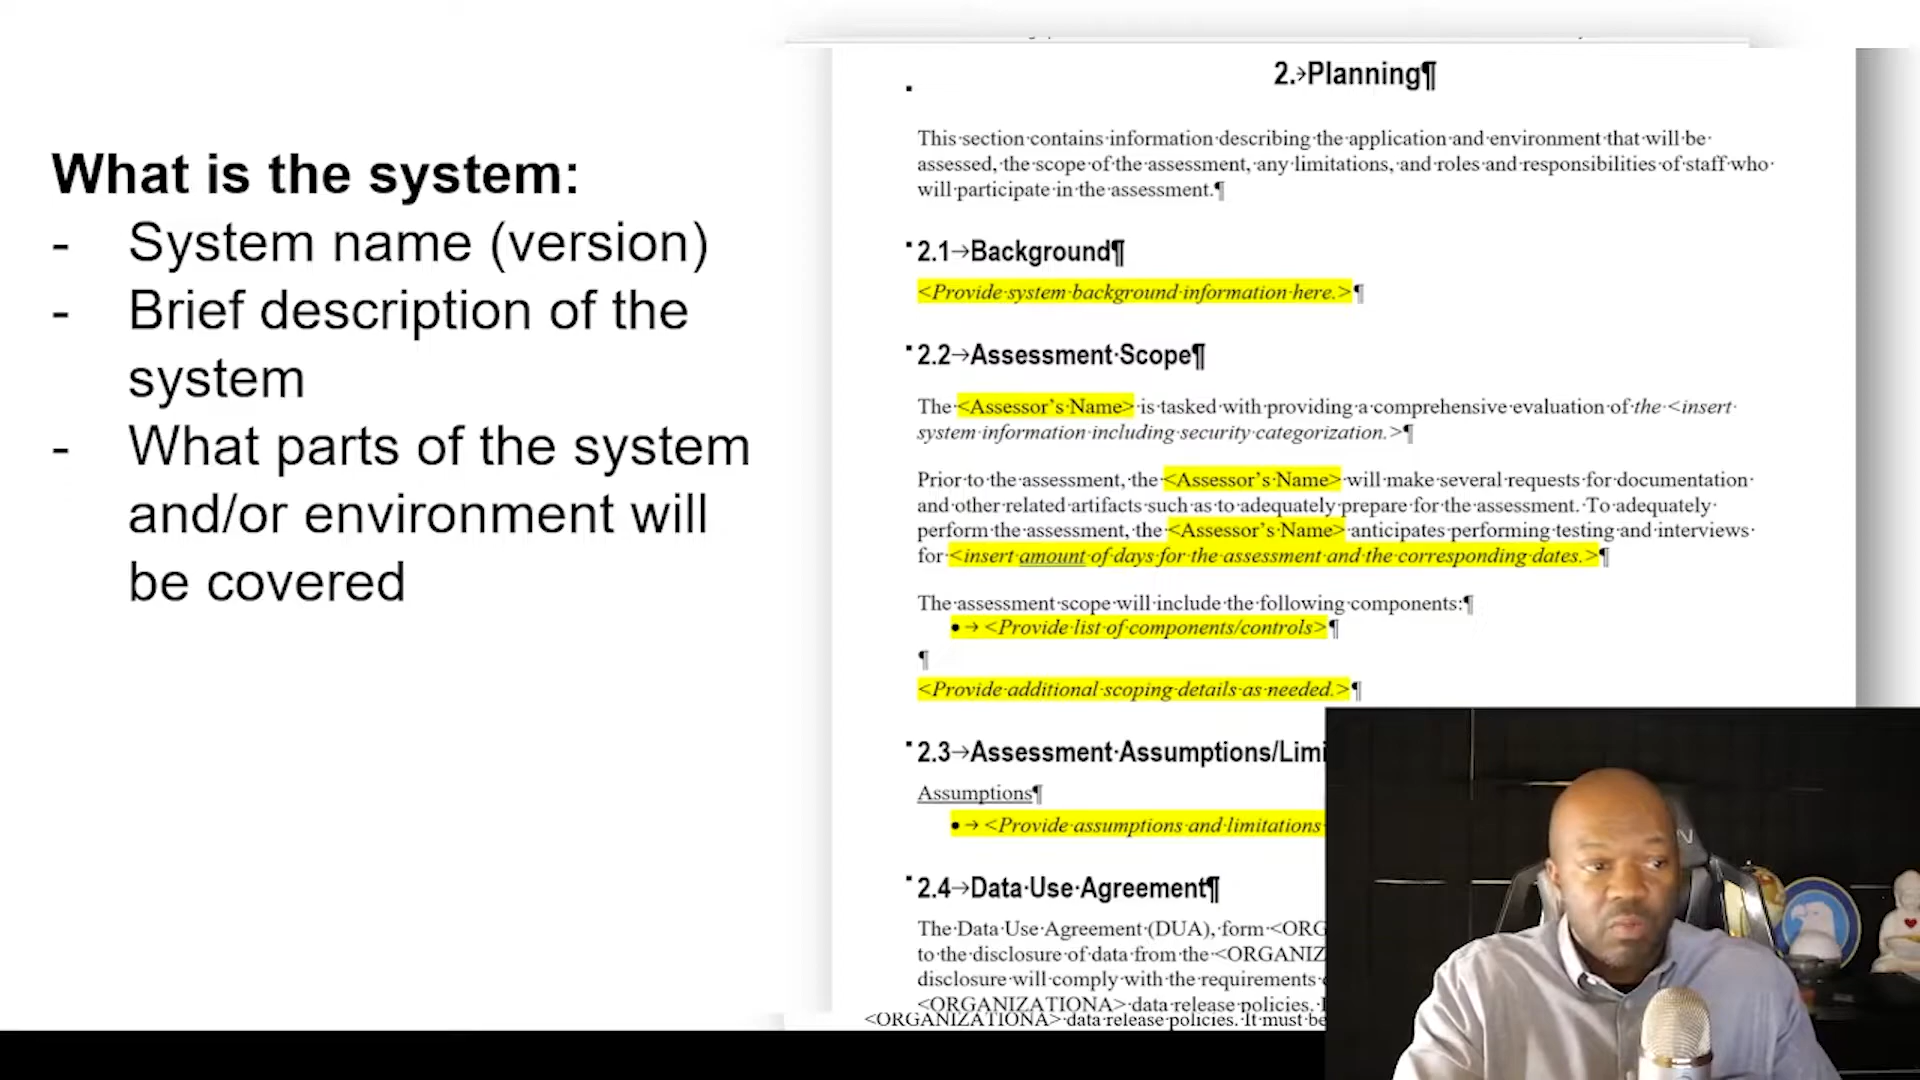 What is the system:
- System name (version)
- Brief description of the
system
- What parts of the system
and/or environment will
be covered
2.→Planning¶
This·section·contains·information·describing·the·application·and·environment·that·will·be·
assessed,·the·scope·of·the·assessment,·any·limitations,·and·roles·and·responsibilities·of·staff·who·
will·participate·in·the·assessment.¶
2.1→Background¶
<Provide·system·background·information·here.>¶
2.2→Assessment·Scope¶
The·<Assessor's·Name>·is·tasked·with·providing·a·comprehensive·evaluation·of·the·<insert·
system·information·including·security·categorization.>¶
Prior·to·the·assessment,·the·<Assessor's·Name>·will·make·several·requests·for·documentation·
and·other·related·artifacts·such·as·to·adequately·prepare·for·the·assessment.·To·adequately·
perform·the·assessment,·the·<Assessor's·Name>·anticipates·performing·testing·and·interviews·
for·<insert·amount·of·days·for·the·assessment·and·the·corresponding·dates.>¶
The·assessment·scope·will·include·the·following·components:¶
•→<Provide·list·of·components/controls>¶
¶
<Provide·additional·scoping·details·as·needed.>¶
2.3→Assessment·Assumptions/Limi
Assumptions¶
•→<Provide·assumptions·and·limitations·
2.4→Data·Use·Agreement¶
The·Data·Use·Agreement·(DUA),·form·<ORG
to·the·disclosure·of·data·from·the·<ORGANIZ
disclosure·will·comply·with·the·requirements·
<ORGANIZATIONA>·data·release·policies.·
<ORGANIZATIONA>·data·release·policies.·It·must·be